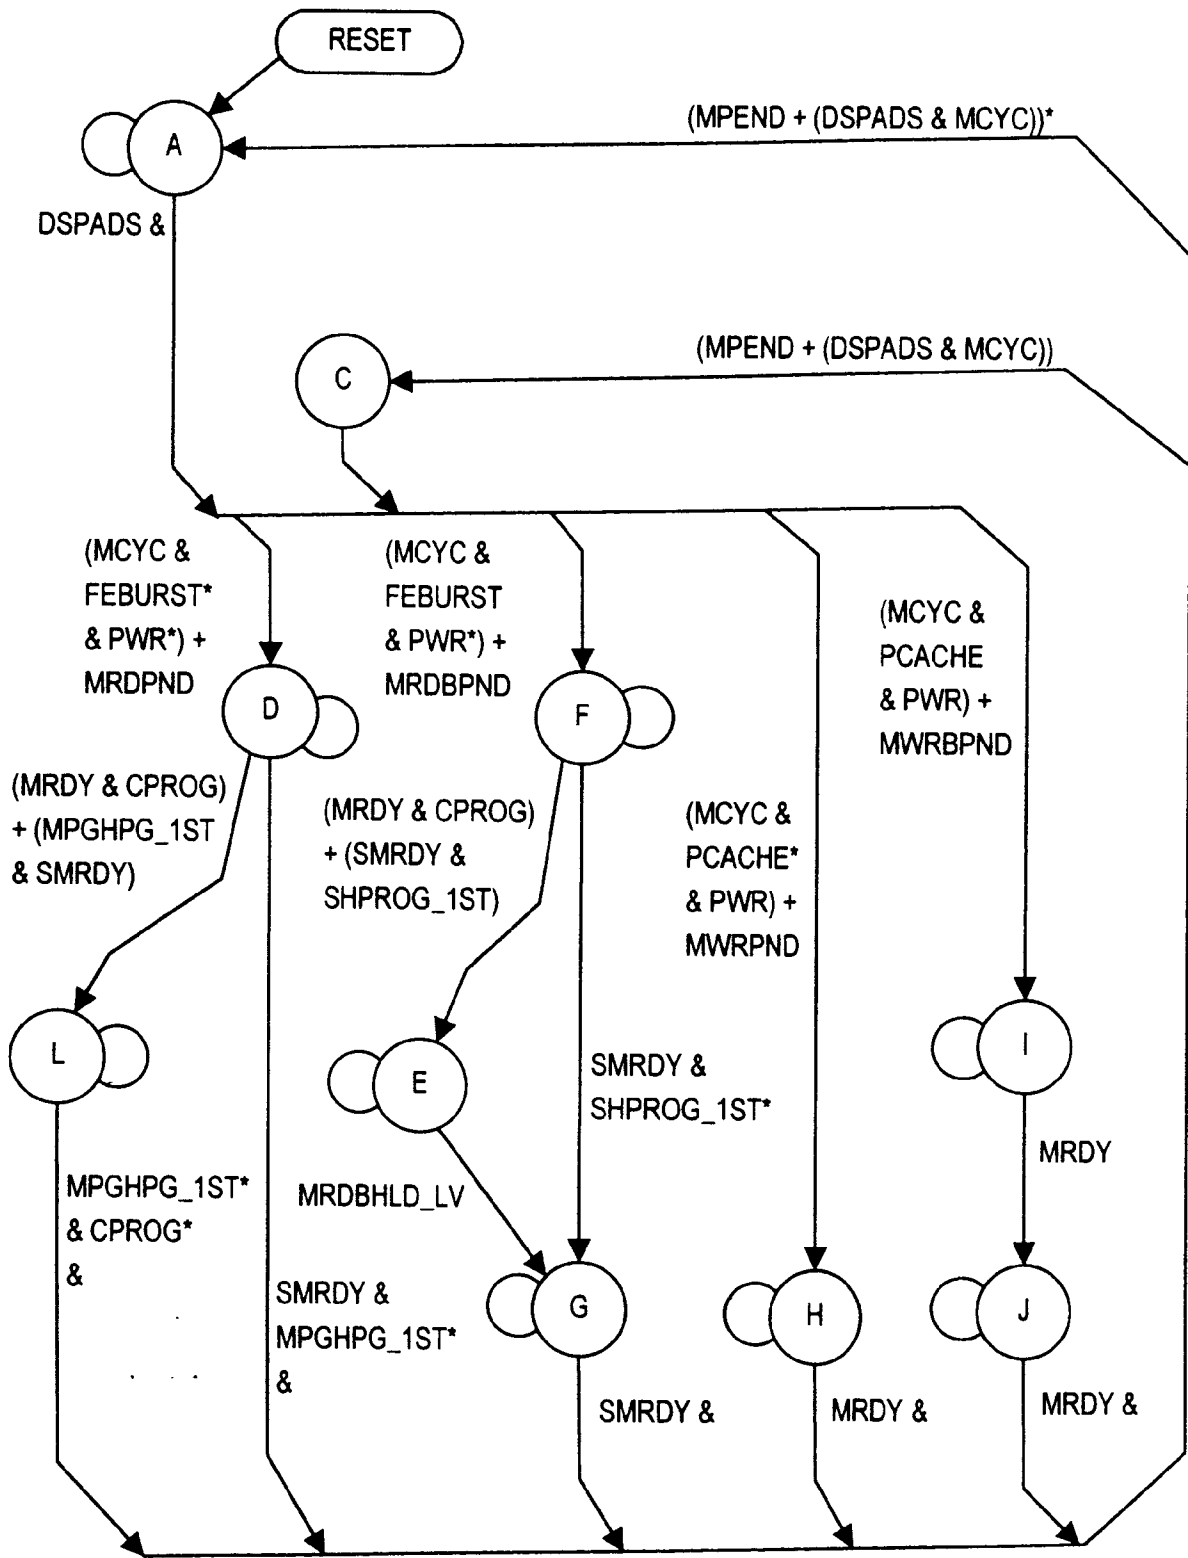 RESET
A
(MPEND + (DSPADS & MCYC))*
DSPADS &
C
(MPEND + (DSPADS & MCYC))
(MCYC &
FEBURST*
& PWR*) +
MRDPND
(MCYC &
FEBURST
& PWR*) +
MRDBPND
(MCYC &
PCACHE
& PWR) +
MWRBPND
D
F
(MRDY & CPROG)
+ (MPGHPG_1ST
& SMRDY)
(MRDY & CPROG)
+ (SMRDY &
SHPROG_1ST)
(MCYC &
PCACHE*
& PWR) +
MWRPND
L
E
I
SMRDY &
SHPROG_1ST*
MRDY
MPGHPG_1ST*
& CPROG*
&
MRDBHLD_LV
SMRDY &
MPGHPG_1ST*
&
G
H
J
SMRDY &
MRDY &
MRDY &